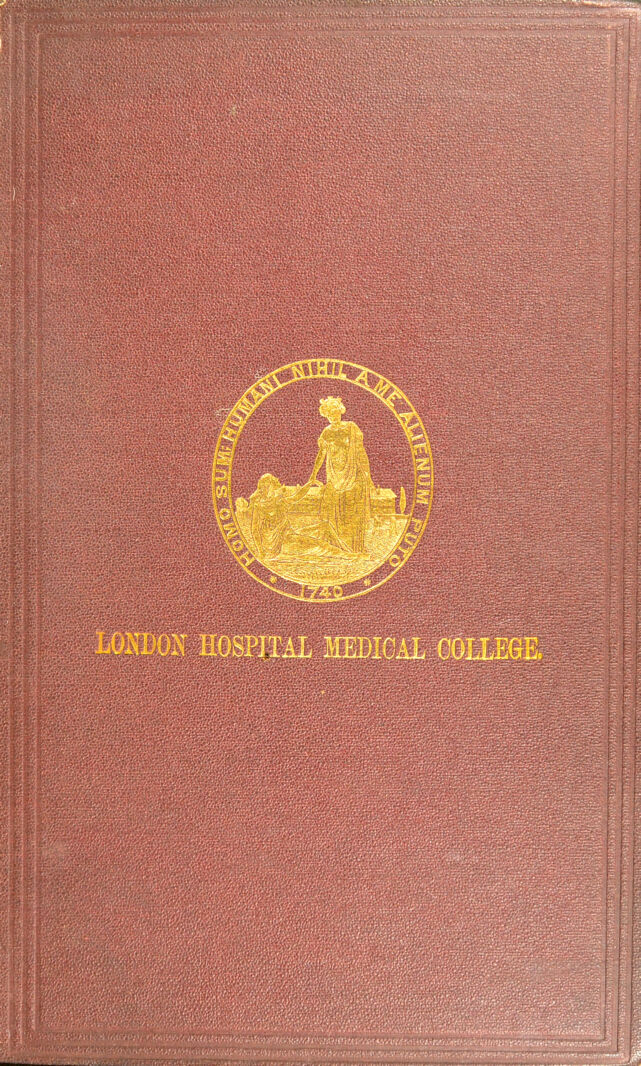 HOMO SUM: HUMANI NIHIL A ME ALIENUM PUTO
* 1740 *
LONDON HOSPITAL MEDICAL COLLEGE.